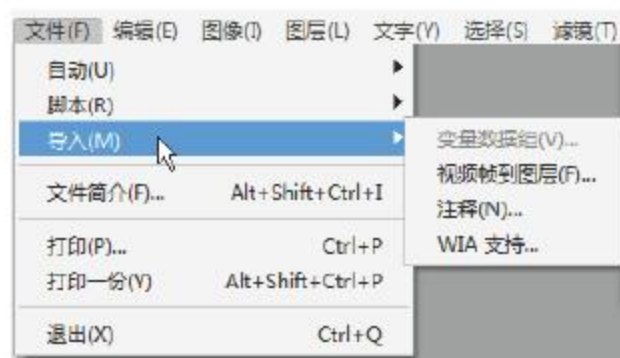 文件(F) 编辑(E) 图像(I) 图层(L) 文字(Y) 选择(S) 滤镜(T)
自动(U)
脚本(R)
导入(M)
变量数据组(V)...
视频帧到图层(F)...
注释(N)...
WIA 支持...
文件简介(F)... Alt+Shift+Ctrl+I
打印(P)... Ctrl+P
打印一份(Y) Alt+Shift+Ctrl+P
退出(X) Ctrl+Q